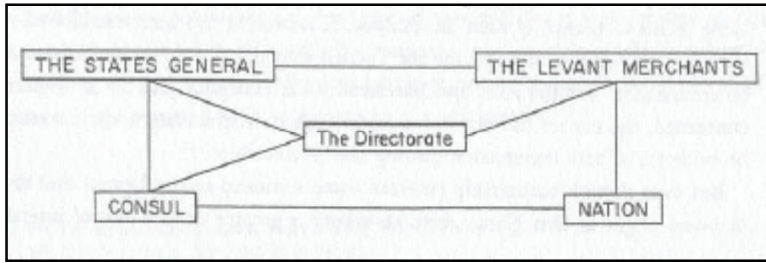 THE STATES GENERAL
THE LEVANT MERCHANTS
The Directorate
CONSUL
NATION